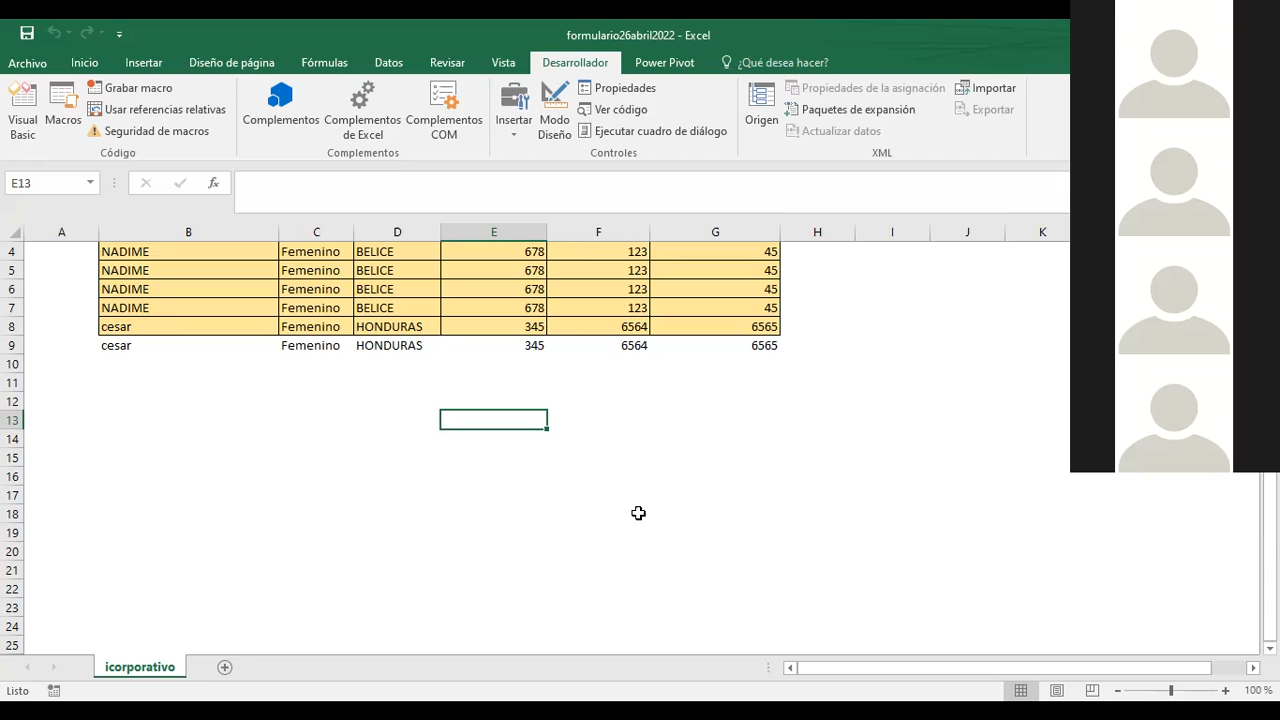 formulario26abril2022 - Excel
Archivo Inicio Insertar Diseño de página Fórmulas Datos Revisar Vista Desarrollador Power Pivot ¿Qué desea hacer?
Visual Basic
Macros
Grabar macro
Usar referencias relativas
Seguridad de macros
Código
Complementos
Complementos de Excel
Complementos COM
Complementos
Insertar
Modo Diseño
Propiedades
Ver código
Ejecutar cuadro de diálogo
Controles
Origen
Propiedades de la asignación
Paquetes de expansión
Actualizar datos
Importar
Exportar
XML
E13 fx
A B C D E F G H I J K
4 NADIME Femenino BELICE 678 123 45
5 NADIME Femenino BELICE 678 123 45
6 NADIME Femenino BELICE 678 123 45
7 NADIME Femenino BELICE 678 123 45
8 cesar Femenino HONDURAS 345 6564 6565
9 cesar Femenino HONDURAS 345 6564 6565
10
11
12
13
14
15
16
17
18
19
20
21
22
23
24
25
icorporativo
Listo 100 %